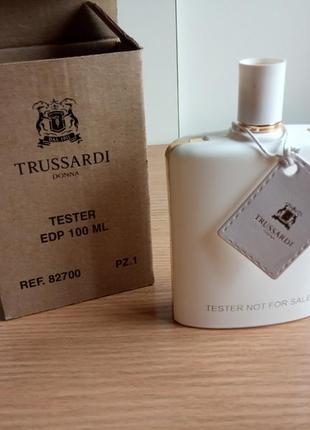 TRUSSARDI
DONNA
TESTER
EDP 100 ML
REF. 82700
PZ.1
TRUSSARDI
TESTER NOT FOR SALE